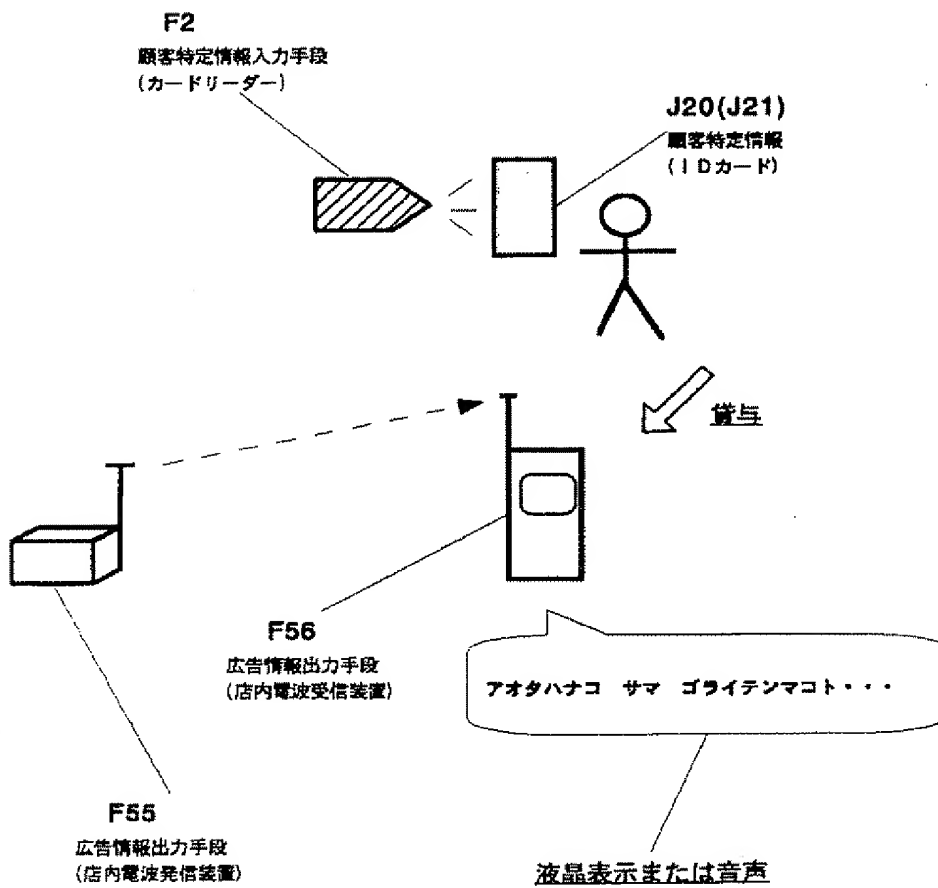 F2
顧客特定情報入力手段
(カードリーダー)
J20(J21)
顧客特定情報
(IDカード)
貸与
F56
広告情報出力手段
(店内電波受信装置)
アオタハナコ　サマ　ゴライテンマコト・・・
F55
広告情報出力手段
(店内電波発信装置)
液晶表示または音声